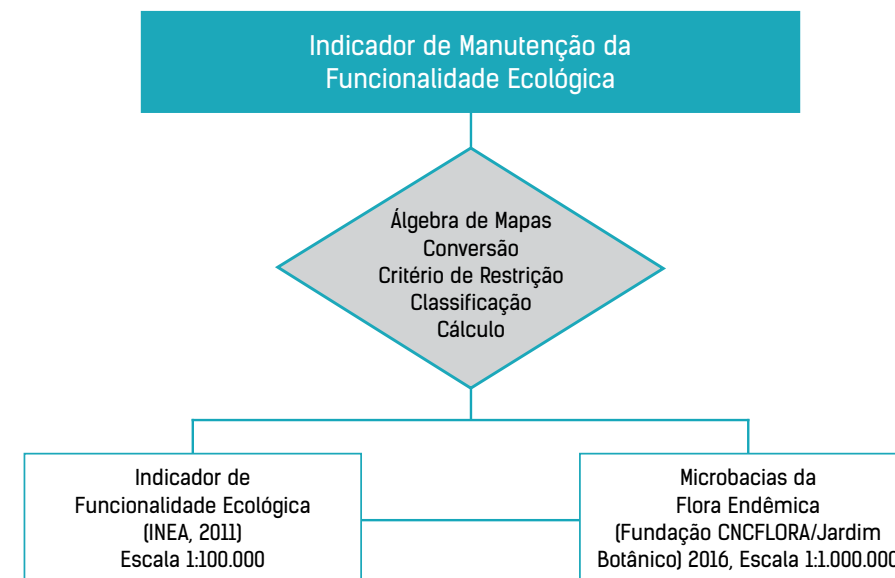 Indicador de Manutenção da
Funcionalidade Ecológica
Álgebra de Mapas
Conversão
Critério de Restrição
Classificação
Cálculo
Indicador de
Funcionalidade Ecológica
(INEA, 2011)
Escala 1:100.000
Microbacias da
Flora Endêmica
(Fundação CNCFLORA/Jardim
Botânico) 2016, Escala 1:1.000.000